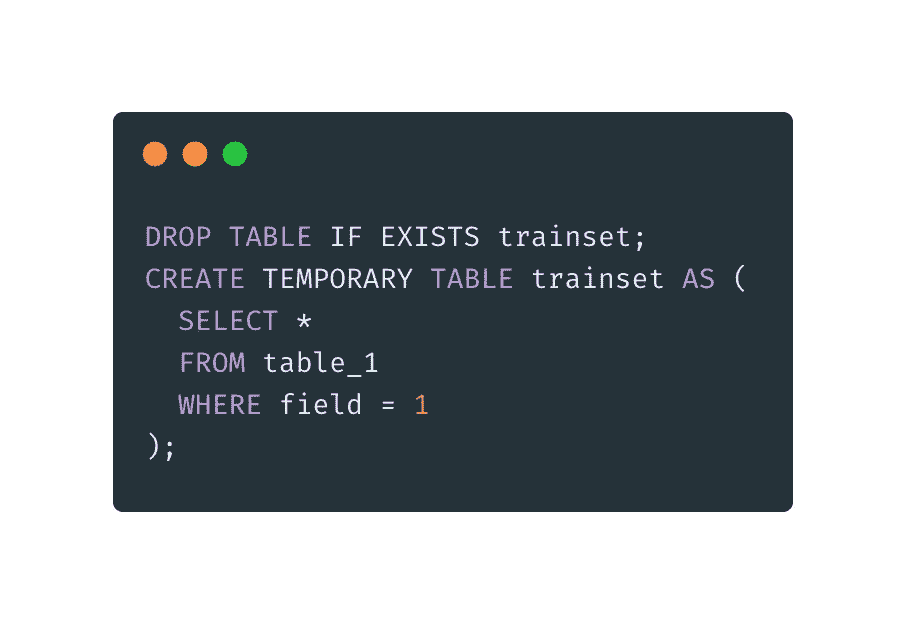 DROP TABLE IF EXISTS trainset;
CREATE TEMPORARY TABLE trainset AS (
  SELECT *
  FROM table_1
  WHERE field = 1
);